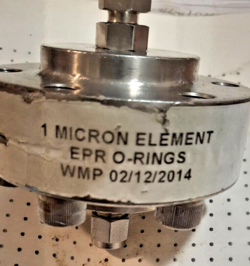 1 MICRON ELEMENT
EPR O-RINGS
WMP 02/12/2014